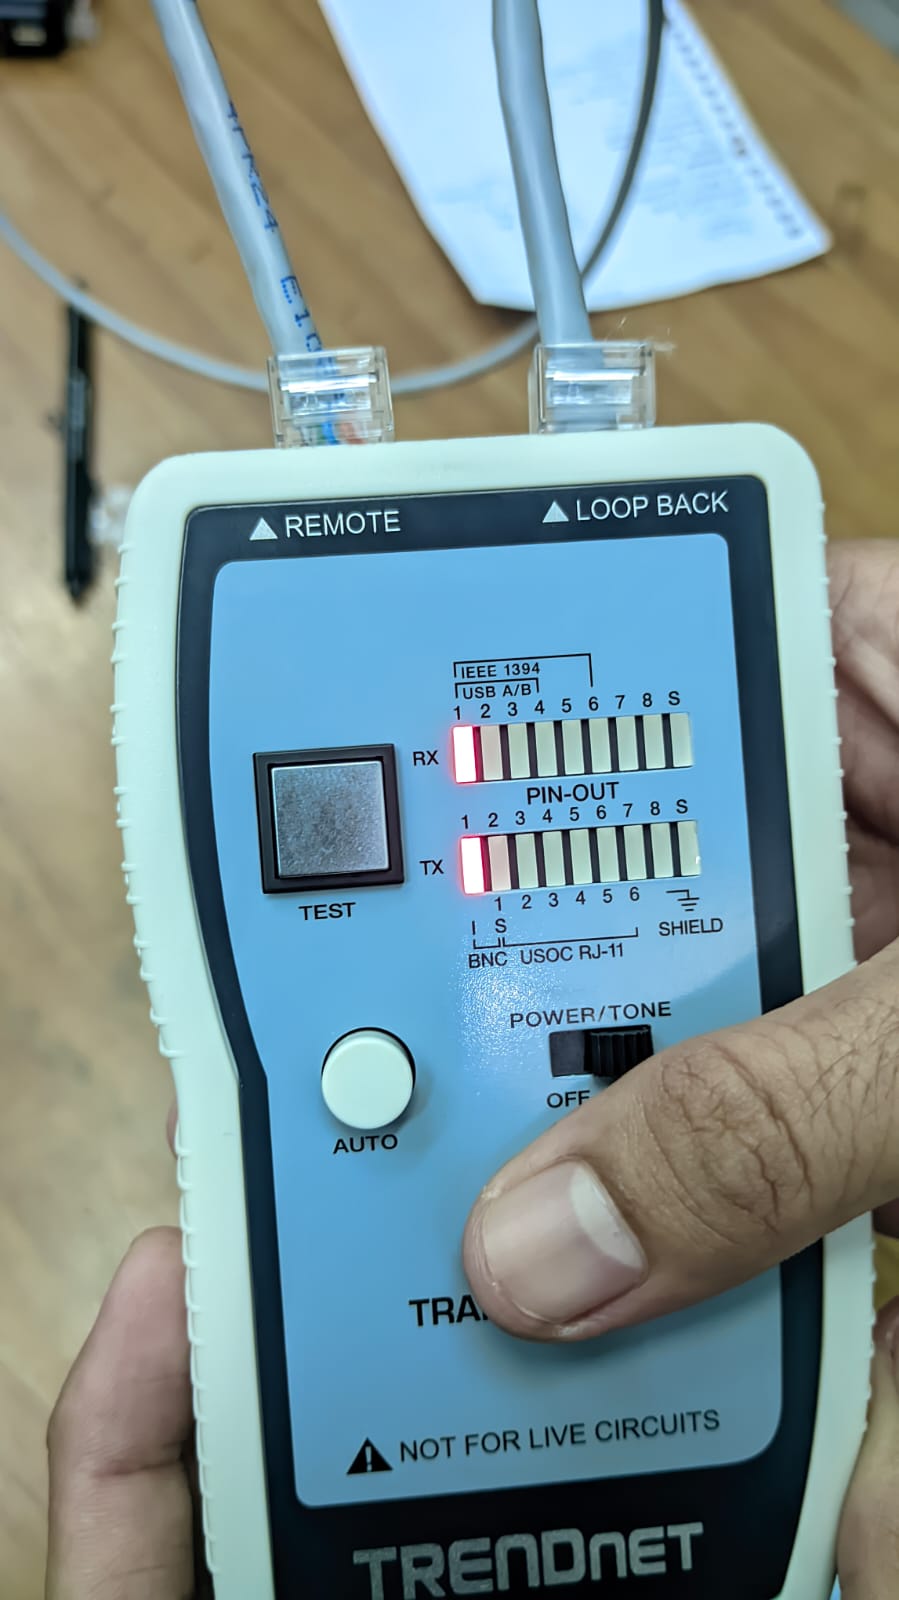 4PR24
▲ REMOTE
▲ LOOP BACK
IEEE 1394
USB A/B
1 2 3 4 5 6 7 8 S
RX
PIN-OUT
1 2 3 4 5 6 7 8 S
TX
1 2 3 4 5 6
TEST
I S
BNC USOC RJ-11
SHIELD
POWER/TONE
OFF
AUTO
⚠ NOT FOR LIVE CIRCUITS
TRENDNET